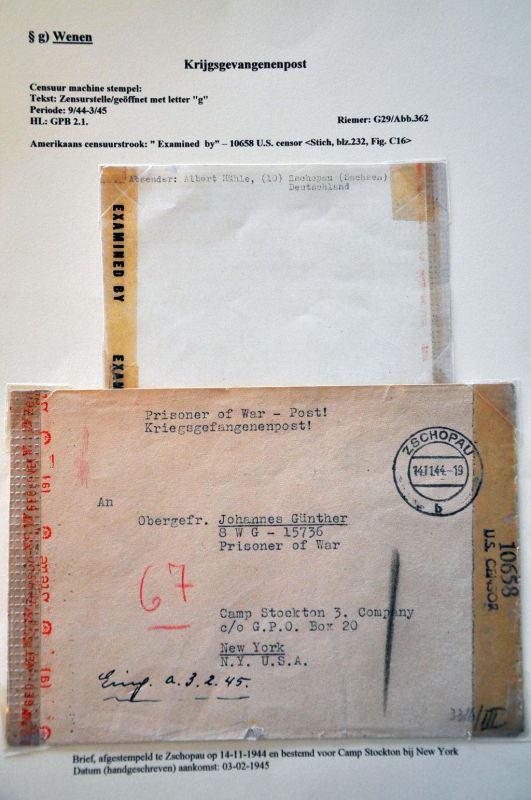 § g) Wenen
Krijgsgevangenenpost
Censuur machine stempel:
Tekst: Zensurstelle/geöffnet met letter "g"
Periode: 9/44-3/45
HL: GPB 2.1.
Riemer: G29/Abb.362
Amerikaans censuurstrook: " Examined by" – 10658 U.S. censor <Stich, blz.232, Fig. C16>
Absender: Albert Hühle, (10) Zschopau (Sachsen)
Deutschland
EXAMINED BY
EXAM
Prisoner of War - Post!
Kriegsgefangenenpost!
ZSCHOPAU
14.11.44.-19
b
An
Obergefr. Johannes Günther
8 W G - 15736
Prisoner of War
67
Camp Stockton 3. Company
c/o G.P.O. Box 20
New York
N.Y. U.S.A.
Eing. a. 3.2.45.
10658
U.S. CENSOR
Brief, afgestempeld te Zschopau op 14-11-1944 en bestemd voor Camp Stockton bij New York
Datum (handgeschreven) aankomst: 03-02-1945